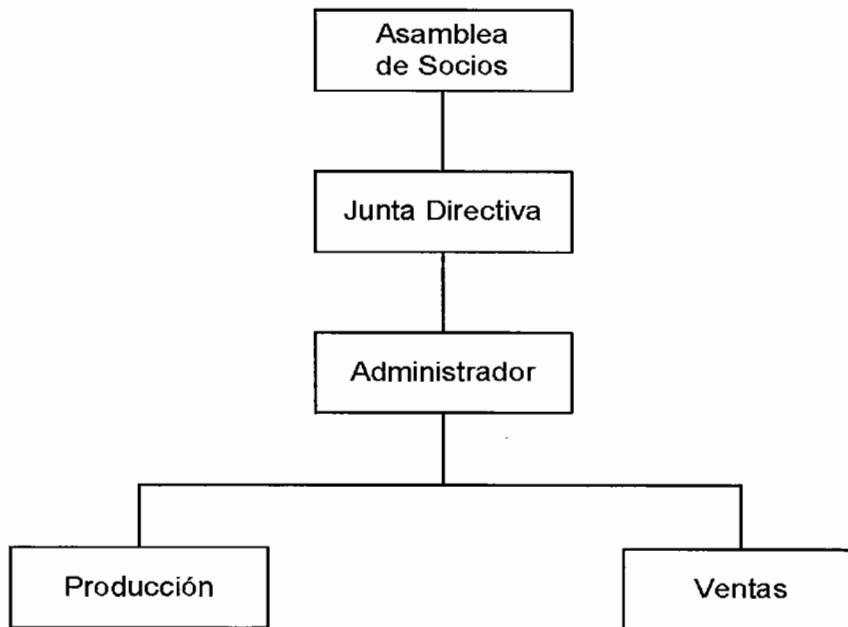 Asamblea
de Socios
Junta Directiva
Administrador
Producción
Ventas